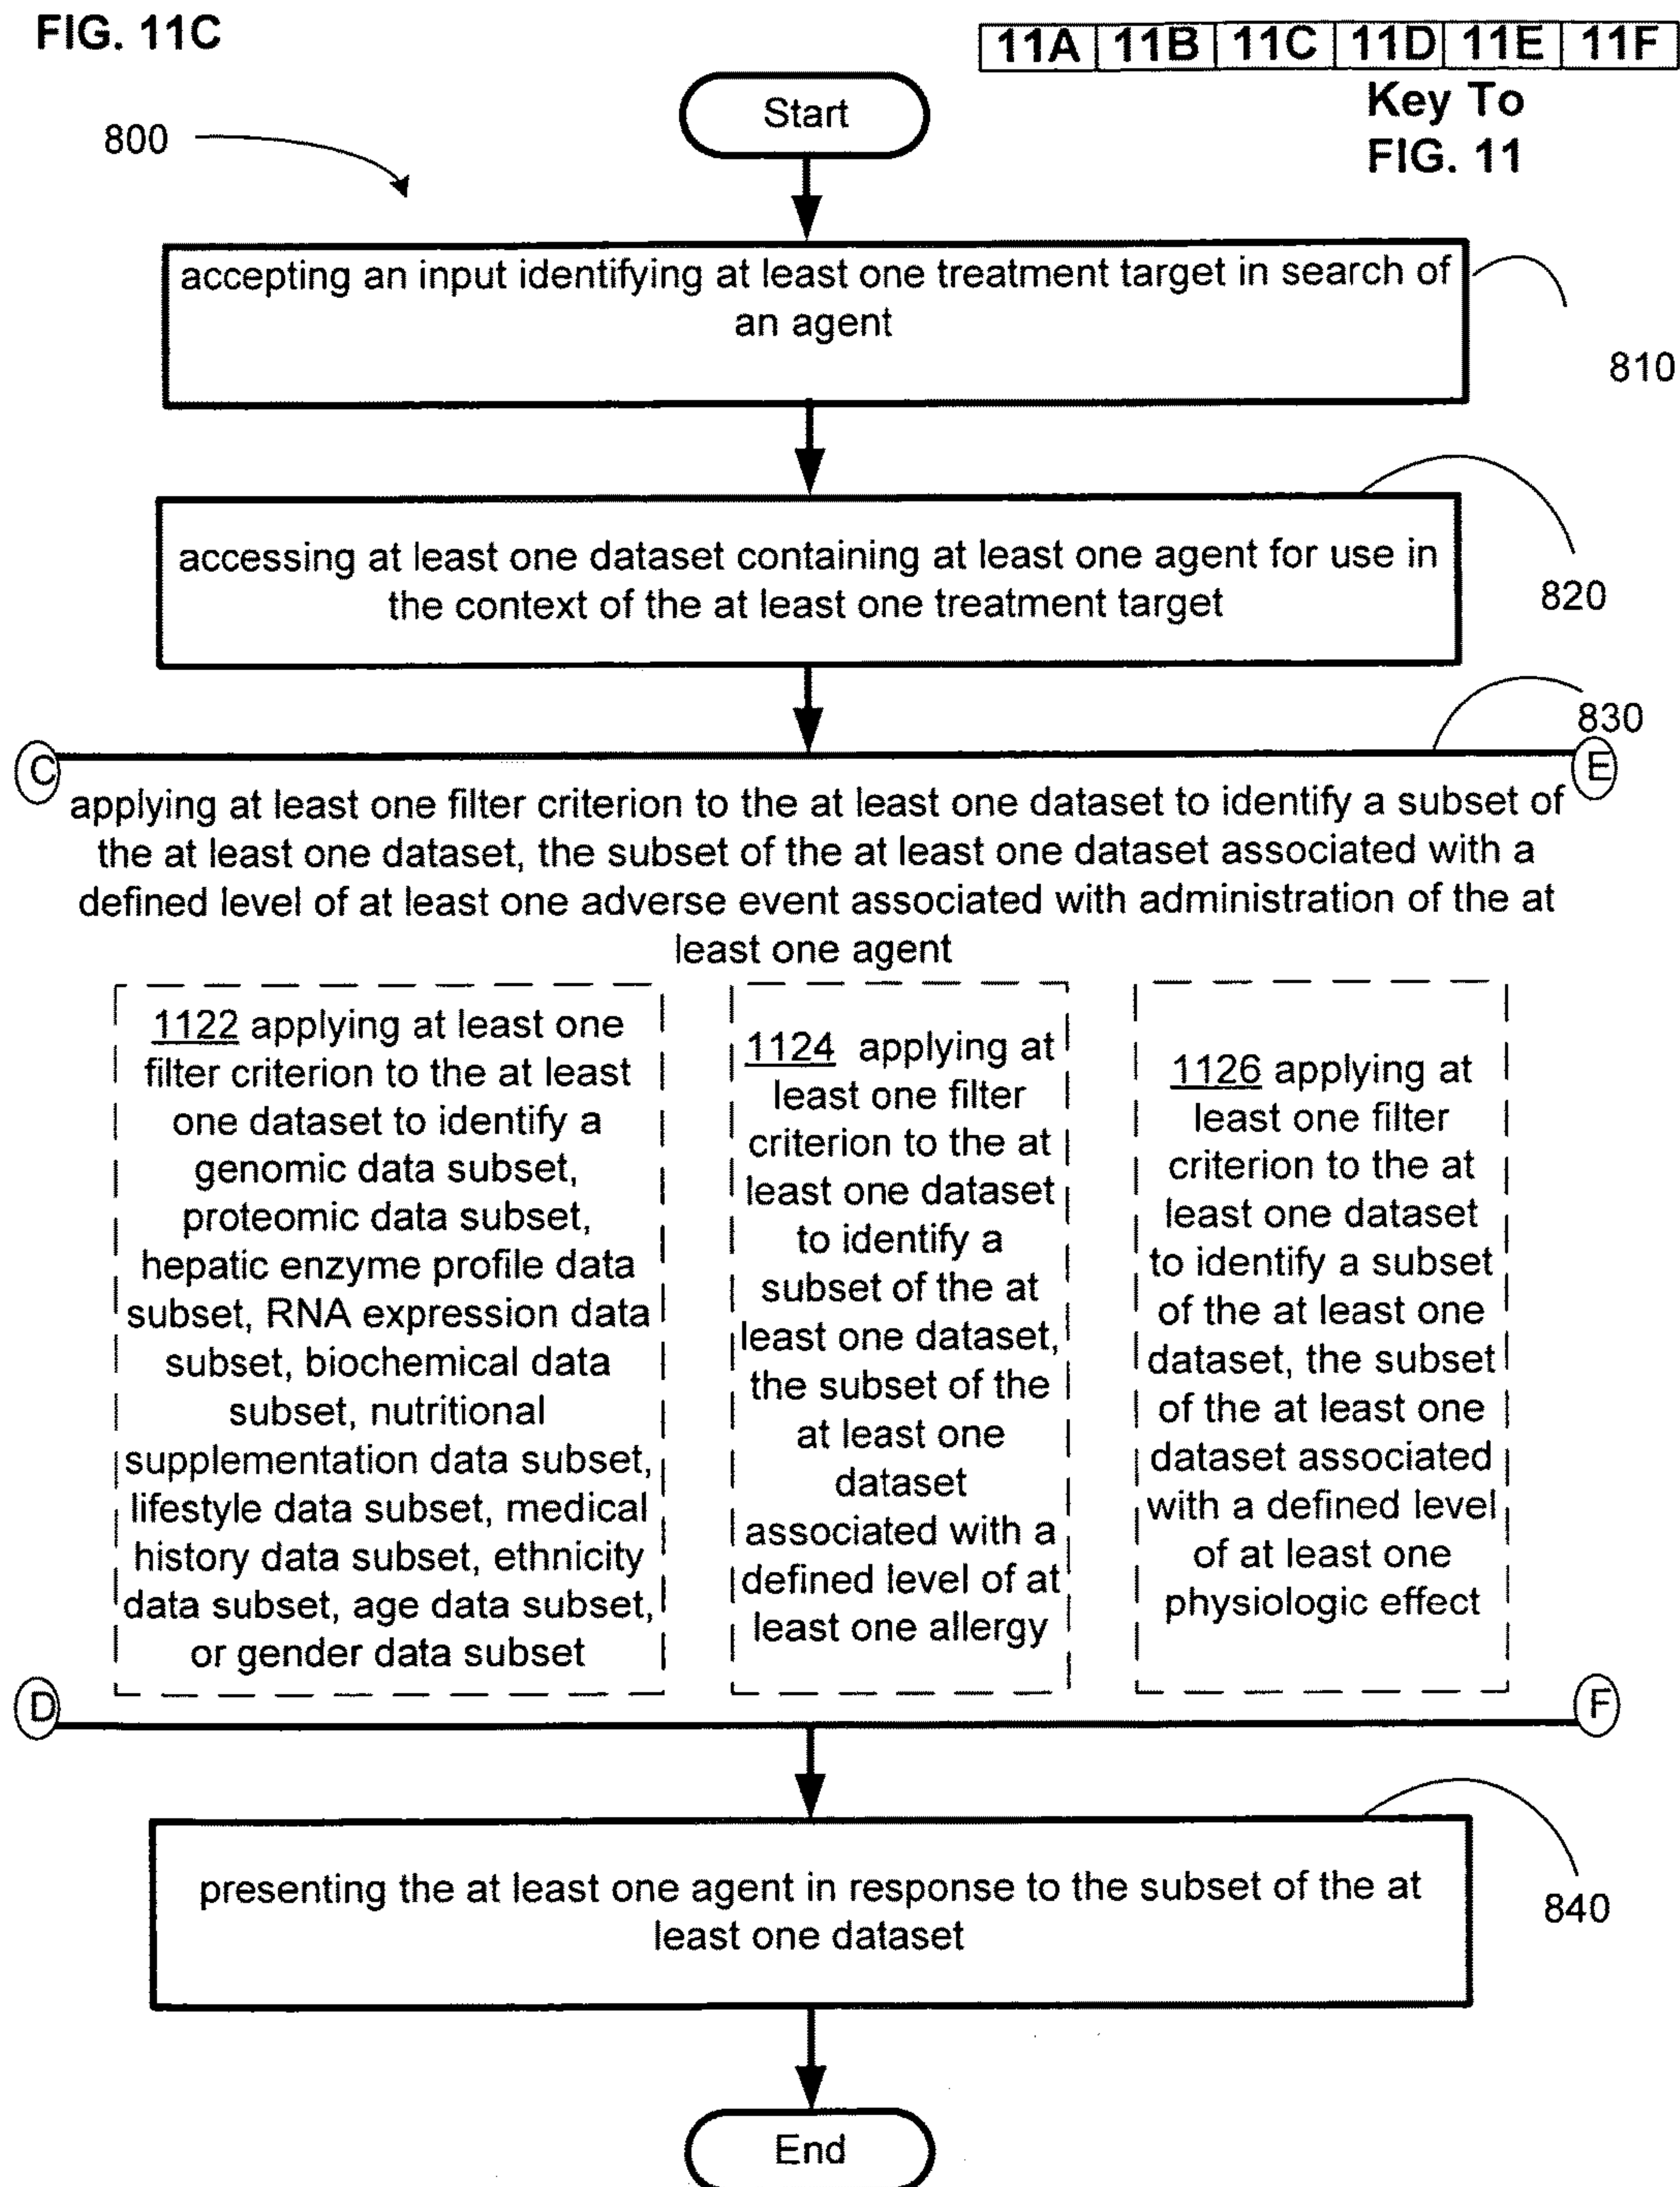 FIG. 11C
11A 11B 11C 11D 11E 11F
Key To
FIG. 11
800
Start
accepting an input identifying at least one treatment target in search of
an agent
810
accessing at least one dataset containing at least one agent for use in
the context of the at least one treatment target
820
830
C
E
applying at least one filter criterion to the at least one dataset to identify a subset of
the at least one dataset, the subset of the at least one dataset associated with a
defined level of at least one adverse event associated with administration of the at
least one agent
1122 applying at least one
filter criterion to the at least
one dataset to identify a
genomic data subset,
proteomic data subset,
hepatic enzyme profile data
subset, RNA expression data
subset, biochemical data
subset, nutritional
supplementation data subset,
lifestyle data subset, medical
history data subset, ethnicity
data subset, age data subset,
or gender data subset
1124 applying at
least one filter
criterion to the at
least one dataset
to identify a
subset of the at
least one dataset,
the subset of the
at least one
dataset
associated with a
defined level of at
least one allergy
1126 applying at
least one filter
criterion to the at
least one dataset
to identify a subset
of the at least one
dataset, the subset
of the at least one
dataset associated
with a defined level
of at least one
physiologic effect
D
F
presenting the at least one agent in response to the subset of the at
least one dataset
840
End